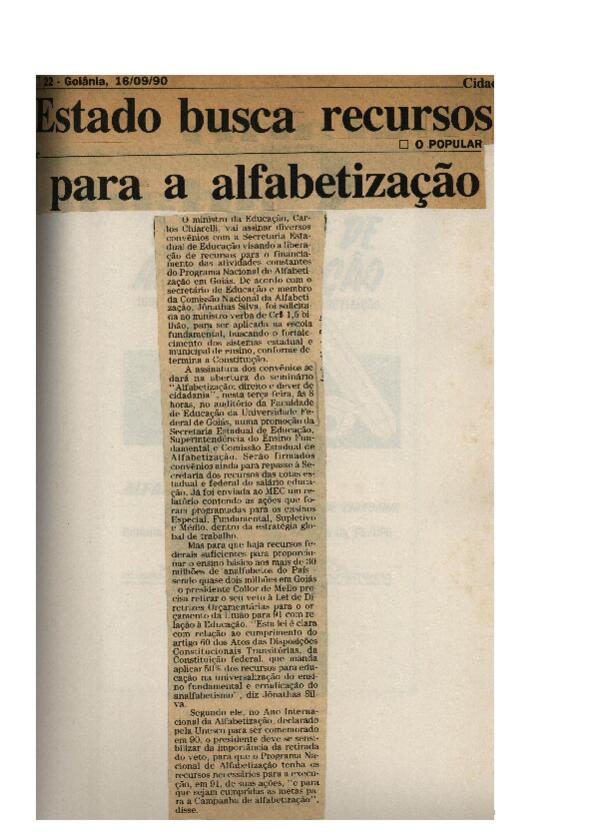 22 - Goiânia, 16/09/90
Cidad
Estado busca recursos
O POPULAR
para a alfabetização
O ministro da Educação, Car-
los Chiarelli, vai assinar diversos
convênios com a Secretaria Esta-
dual de Educação visando a libera-
ção de recursos para o financia-
mento das atividades constantes
do Programa Nacional de Alfabeti
zação em Goiás. De acordo com o
secretário de Educação e membro
da Comissão Nacional da Alfabeti
zação, Jônathas Silva, foi solicita-
da ao ministro verba de Cr$ 1,5 bi
lhão, para ser aplicada na escola
fundamental, buscando o fortale-
cimento dos sistemas estadual e
municipal de ensino, conforme de-
termina a Constituição.
A assinatura dos convênios se
dará na abertura do seminário
"Alfabetização: direito e dever de
cidadania", nesta terça feira, às 8
horas, no auditório da Faculdade
de Educação da Universidade Fe-
deral de Goiás, numa promoção da
Secretaria Estadual de Educação,
Superintendência do Ensino Fun-
damental e Comissão Estadual de
Alfabetização. Serão firmados
convênios ainda para repasse à Se-
cretaria dos recursos das cotas es-
tadual e federal do salário educa-
ção. Já foi enviada ao MEC um re-
latório contendo as ações que fo-
ram programadas para os ensinos
Especial, Fundamental, Supletivo
e Médio, dentro da estratégia glo-
bal de trabalho.
Mas para que haja recursos fe-
derais suficientes para proporcio-
nar o ensino básico aos mais de 30
milhões de analfabetos do País -
sendo quase dois milhões em Goiás
- o presidente Collor de Mello pre-
cisa retirar o seu veto à Lei de Di
retrizes Orçamentárias para o or-
çamento da União para 91 com re-
lação à Educação. "Esta lei é clara
com relação ao cumprimento do
artigo 60 dos Atos das Disposições
Constitucionais Transitórias, da
Constituição federal, que manda
aplicar 50% dos recursos para edu-
cação na universalização do ensi-
no fundamental e erradicação do
analfabetismo", diz Jônathas Sil-
va.
Segundo ele, no Ano Interna-
cional da Alfabetização, declarado
pela Unesco para ser comemorado
em 90, o presidente deve se sensi-
bilizar da importância da retirada
do veto, para que o Programa Na-
cional de Alfabetização tenha os
recursos necessários para a execu-
ção, em 91, de suas ações, "e para
que sejam cumpridas as metas pa-
ra a Campanha de alfabetização",
disse.